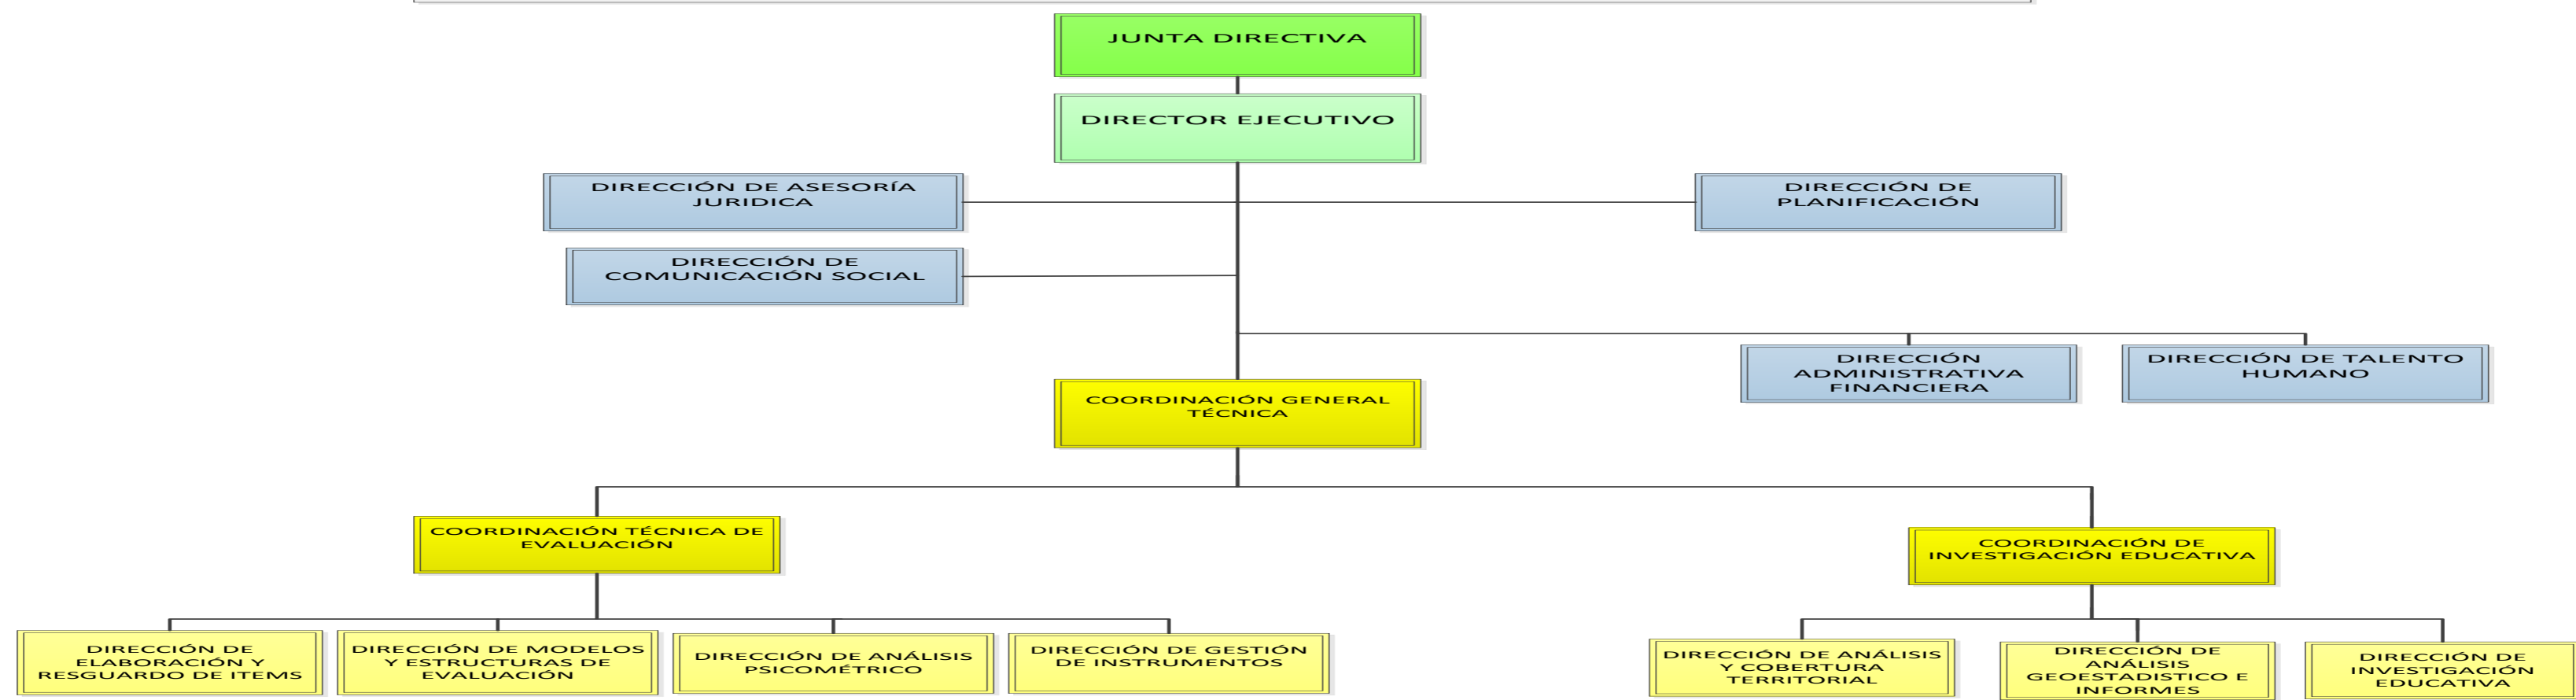 JUNTA DIRECTIVA
DIRECTOR EJECUTIVO
DIRECCIÓN DE ASESORÍA
JURIDICA
DIRECCIÓN DE
PLANIFICACIÓN
DIRECCIÓN DE
COMUNICACIÓN SOCIAL
DIRECCIÓN
ADMINISTRATIVA
FINANCIERA
DIRECCIÓN DE TALENTO
HUMANO
COORDINACIÓN GENERAL
TÉCNICA
COORDINACIÓN TÉCNICA DE
EVALUACIÓN
COORDINACIÓN DE
INVESTIGACIÓN EDUCATIVA
DIRECCIÓN DE
ELABORACIÓN Y
RESGUARDO DE ITEMS
DIRECCIÓN DE MODELOS
Y ESTRUCTURAS DE
EVALUACIÓN
DIRECCIÓN DE ANÁLISIS
PSICOMÉTRICO
DIRECCIÓN DE GESTIÓN
DE INSTRUMENTOS
DIRECCIÓN DE ANÁLISIS
Y COBERTURA
TERRITORIAL
DIRECCIÓN DE
ANÁLISIS
GEOESTADISTICO E
INFORMES
DIRECCIÓN DE
INVESTIGACIÓN
EDUCATIVA